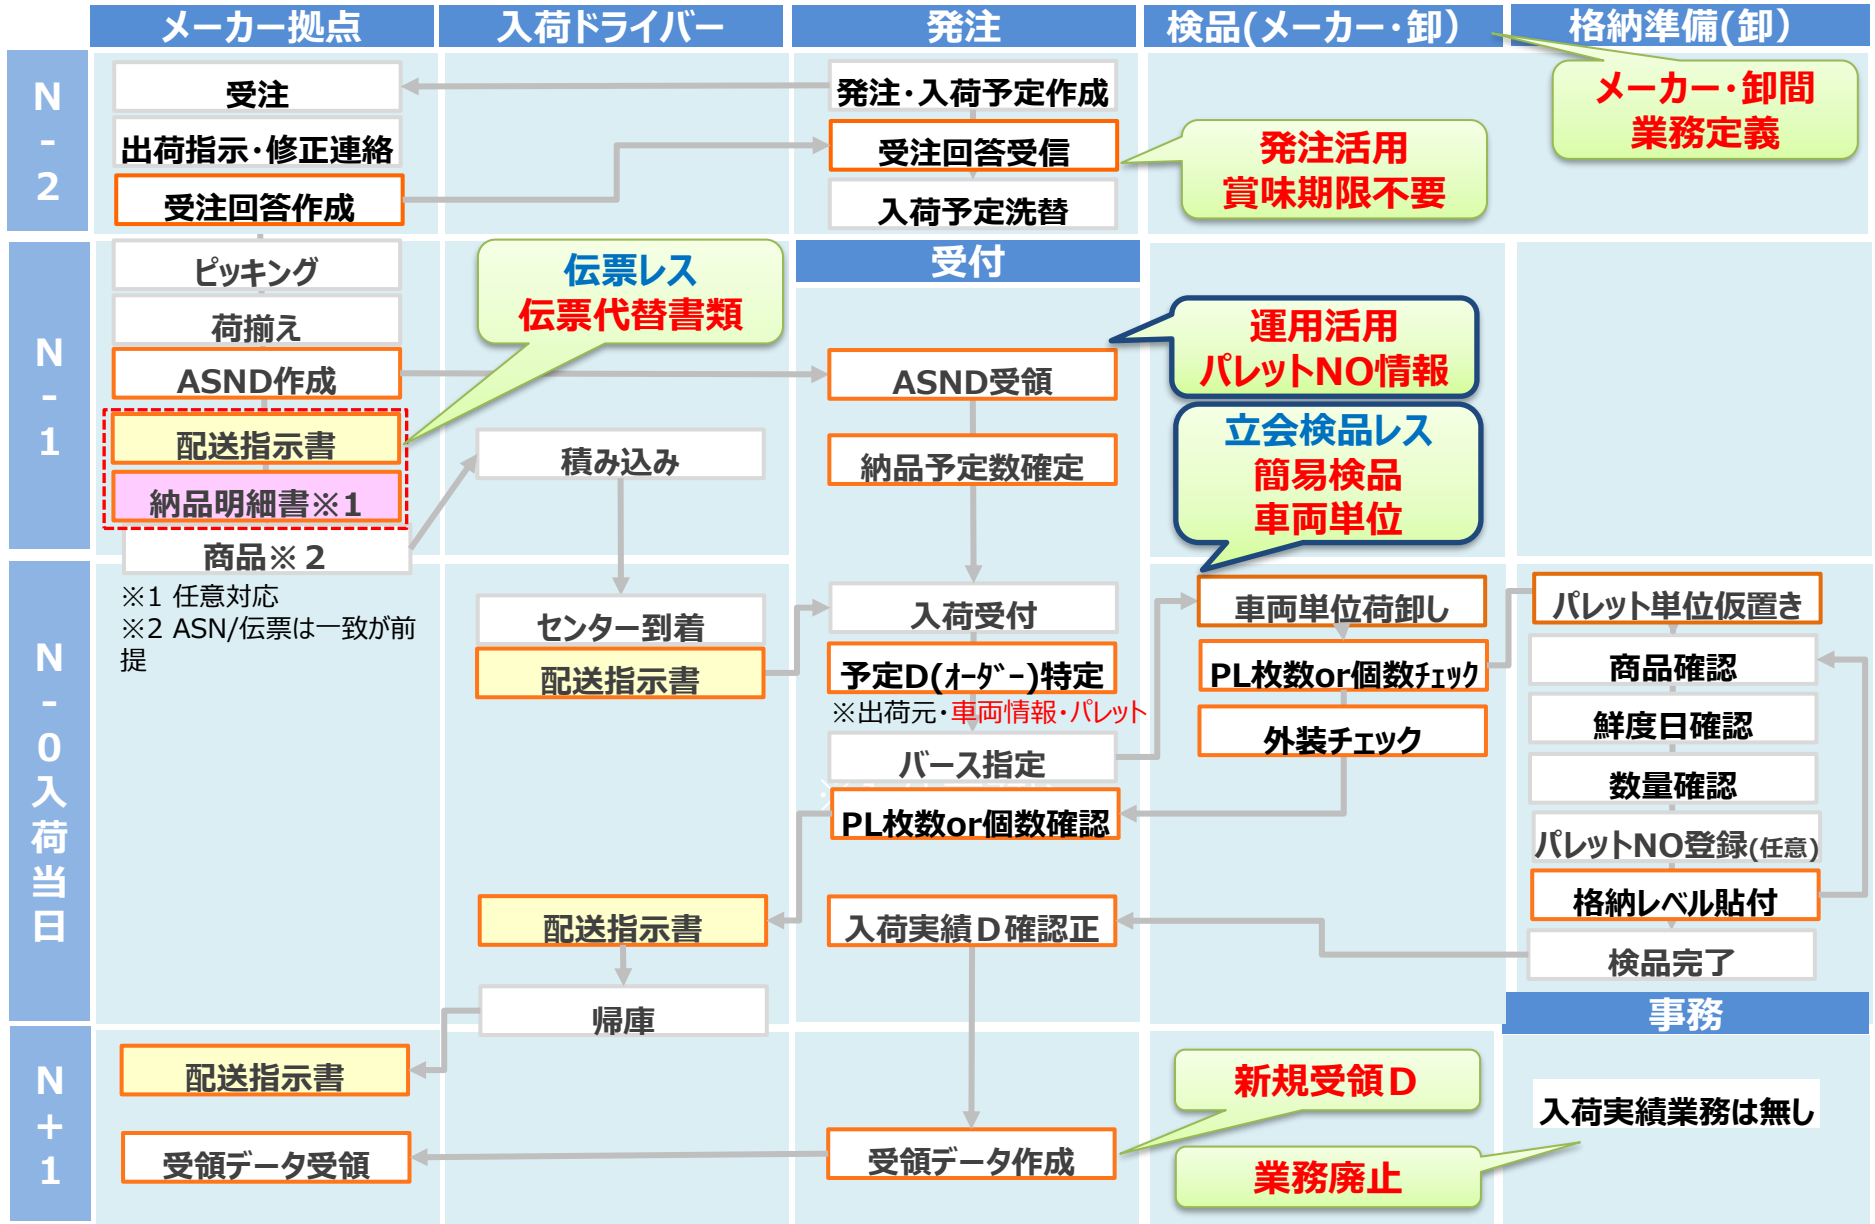 メーカー拠点
入荷ドライバー
発注
検品(メーカー・卸)
格納準備(卸)
N-2
受注
出荷指示・修正連絡
受注回答作成
発注・入荷予定作成
受注回答受信
入荷予定洗替
発注活用
賞味期限不要
メーカー・卸間
業務定義
N-1
ピッキング
荷揃え
ASND作成
配送指示書
納品明細書※1
商品※2
伝票レス
伝票代替書類
積み込み
受付
ASND受領
納品予定数確定
運用活用
パレットNO情報
立会検品レス
簡易検品
車両単位
N-0入荷当日
※1 任意対応
※2 ASN/伝票は一致が前
提
センター到着
配送指示書
入荷受付
予定D(ｵｰﾀﾞｰ)特定
※出荷元・車両情報・パレット
バース指定
PL枚数or個数確認
車両単位荷卸し
PL枚数or個数ﾁｪｯｸ
外装チェック
パレット単位仮置き
商品確認
鮮度日確認
数量確認
パレットNO登録(任意)
格納レベル貼付
検品完了
配送指示書
入荷実績D確認正
帰庫
事務
N+1
配送指示書
受領データ受領
受領データ作成
新規受領D
業務廃止
入荷実績業務は無し